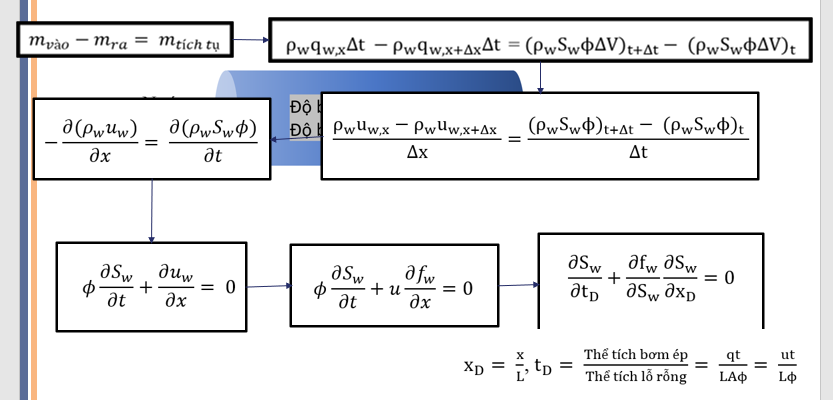 m_vào − m_ra = m_tích tụ
ρ_w q_w,x Δt − ρ_w q_w,x+Δx Δt = (ρ_w S_w ϕΔV)_t+Δt − (ρ_w S_w ϕΔV)_t
Độ
Độ
(ρ_w u_w,x − ρ_w u_w,x+Δx)/Δx = ((ρ_w S_w ϕ)_t+Δt − (ρ_w S_w ϕ)_t)/Δt
−∂(ρ_w u_w)/∂x = ∂(ρ_w S_w ϕ)/∂t
ϕ ∂S_w/∂t + ∂u_w/∂x = 0
ϕ ∂S_w/∂t + u ∂f_w/∂x = 0
∂S_w/∂t_D + ∂f_w/∂S_w ∂S_w/∂x_D = 0
x_D = x/L, t_D = Thể tích bơm ép/Thể tích lỗ rỗng = qt/LAϕ = ut/Lϕ